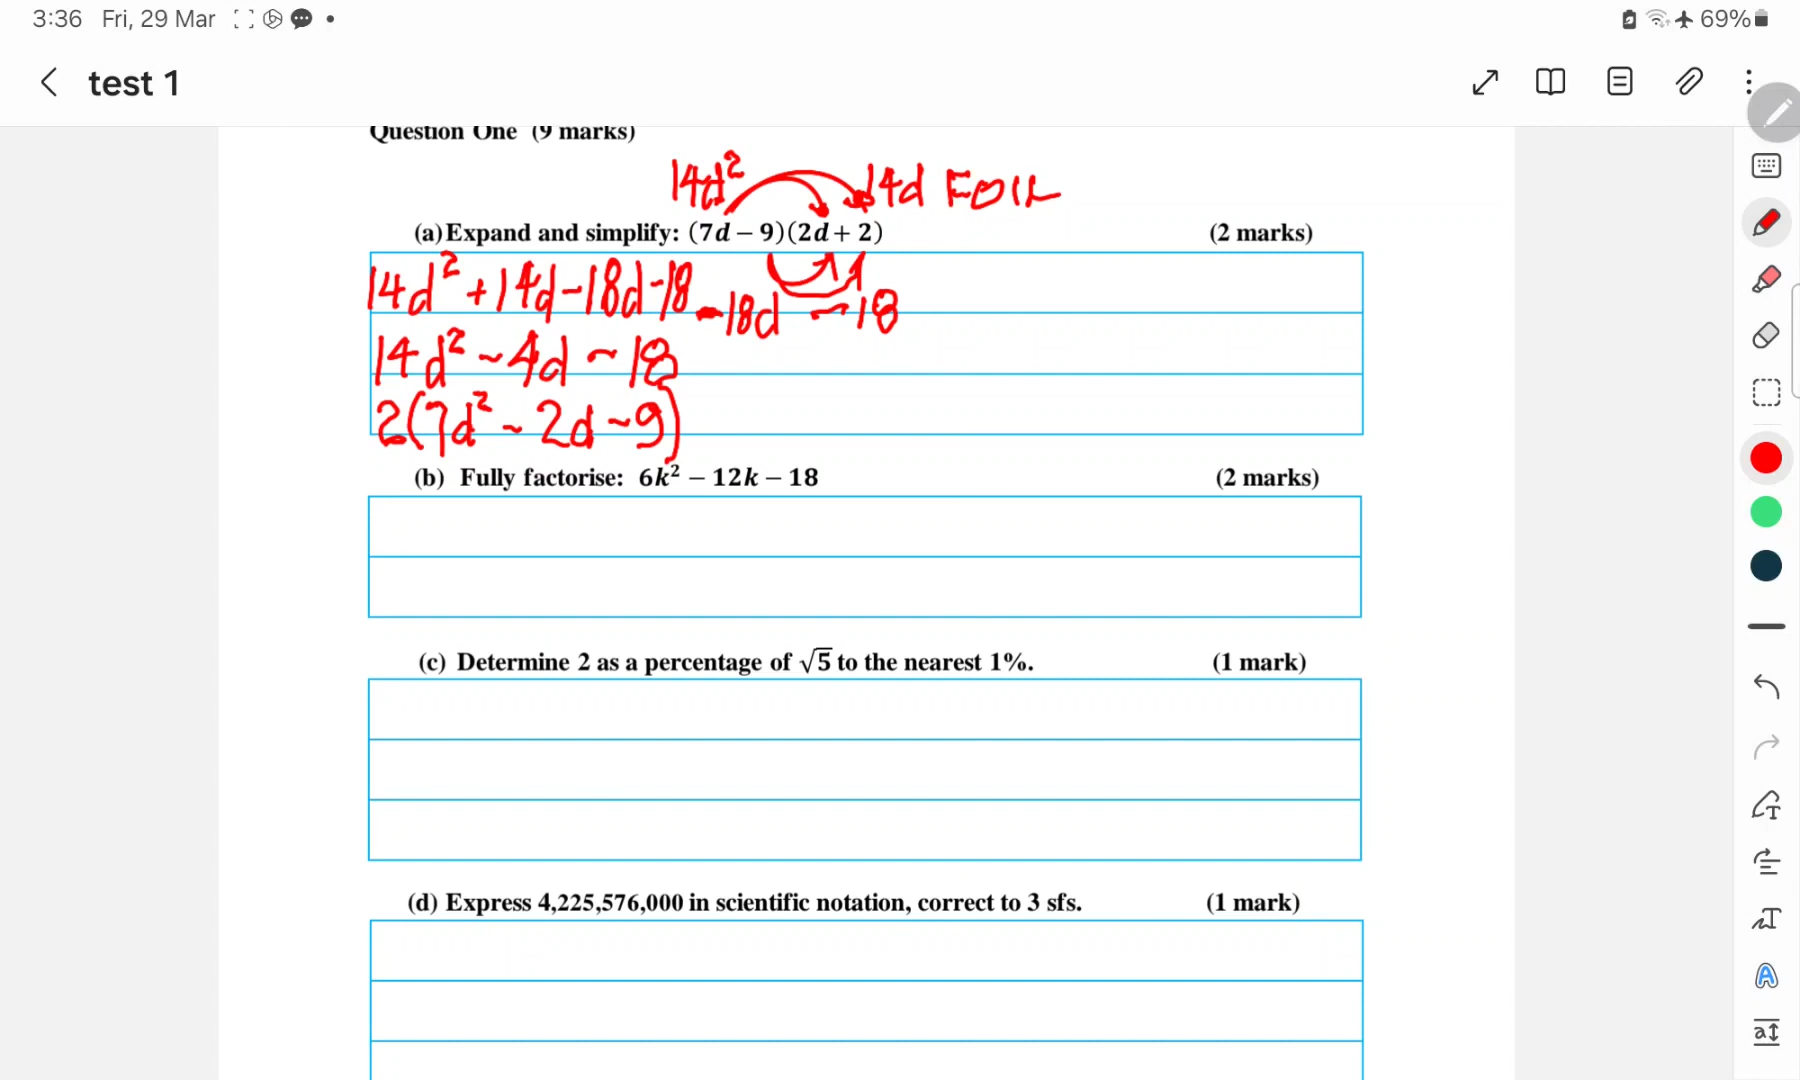 3:36 Fri, 29 Mar
69%
test 1
Question One (9 marks)
14d² 14d FOIL
(a) Expand and simplify: (7d – 9)(2d + 2) (2 marks)
14d² + 14d - 18d - 18
- 18d - 18
14d² - 4d - 18
2(7d² - 2d - 9)
(b) Fully factorise: 6k² – 12k – 18 (2 marks)
(c) Determine 2 as a percentage of √5 to the nearest 1%. (1 mark)
(d) Express 4,225,576,000 in scientific notation, correct to 3 sfs. (1 mark)